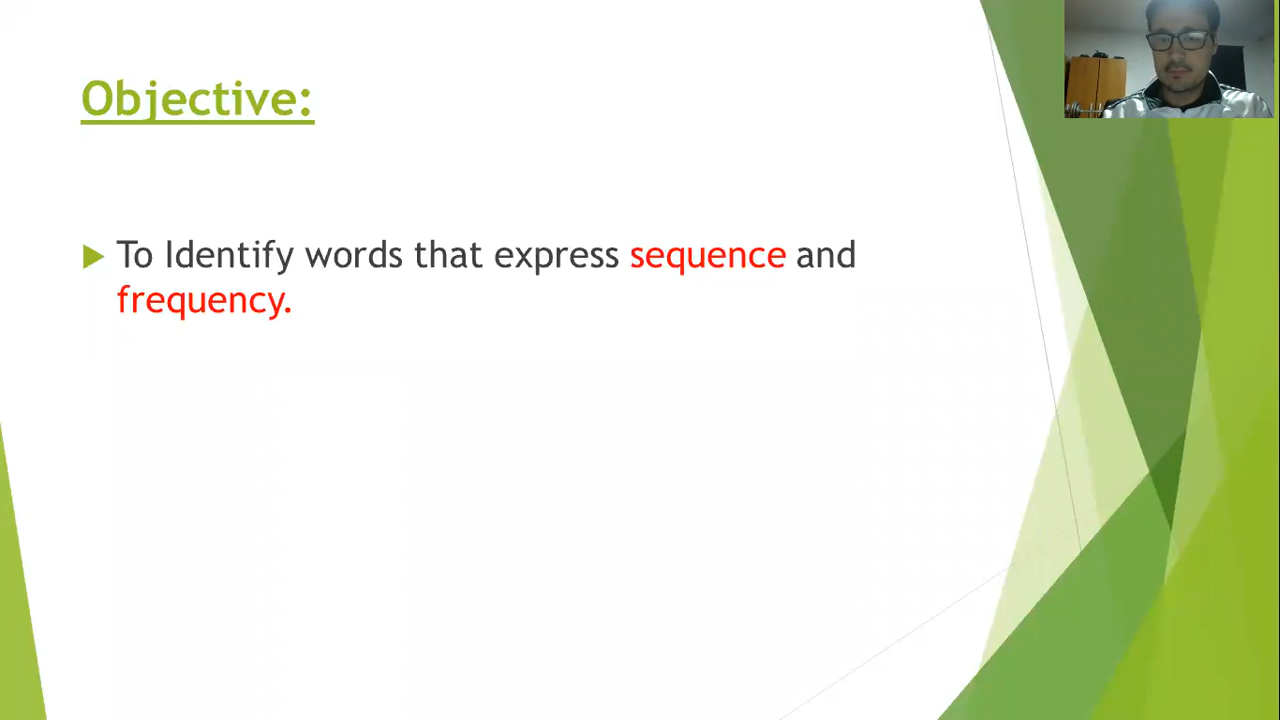 Objective:
To Identify words that express sequence and
frequency.